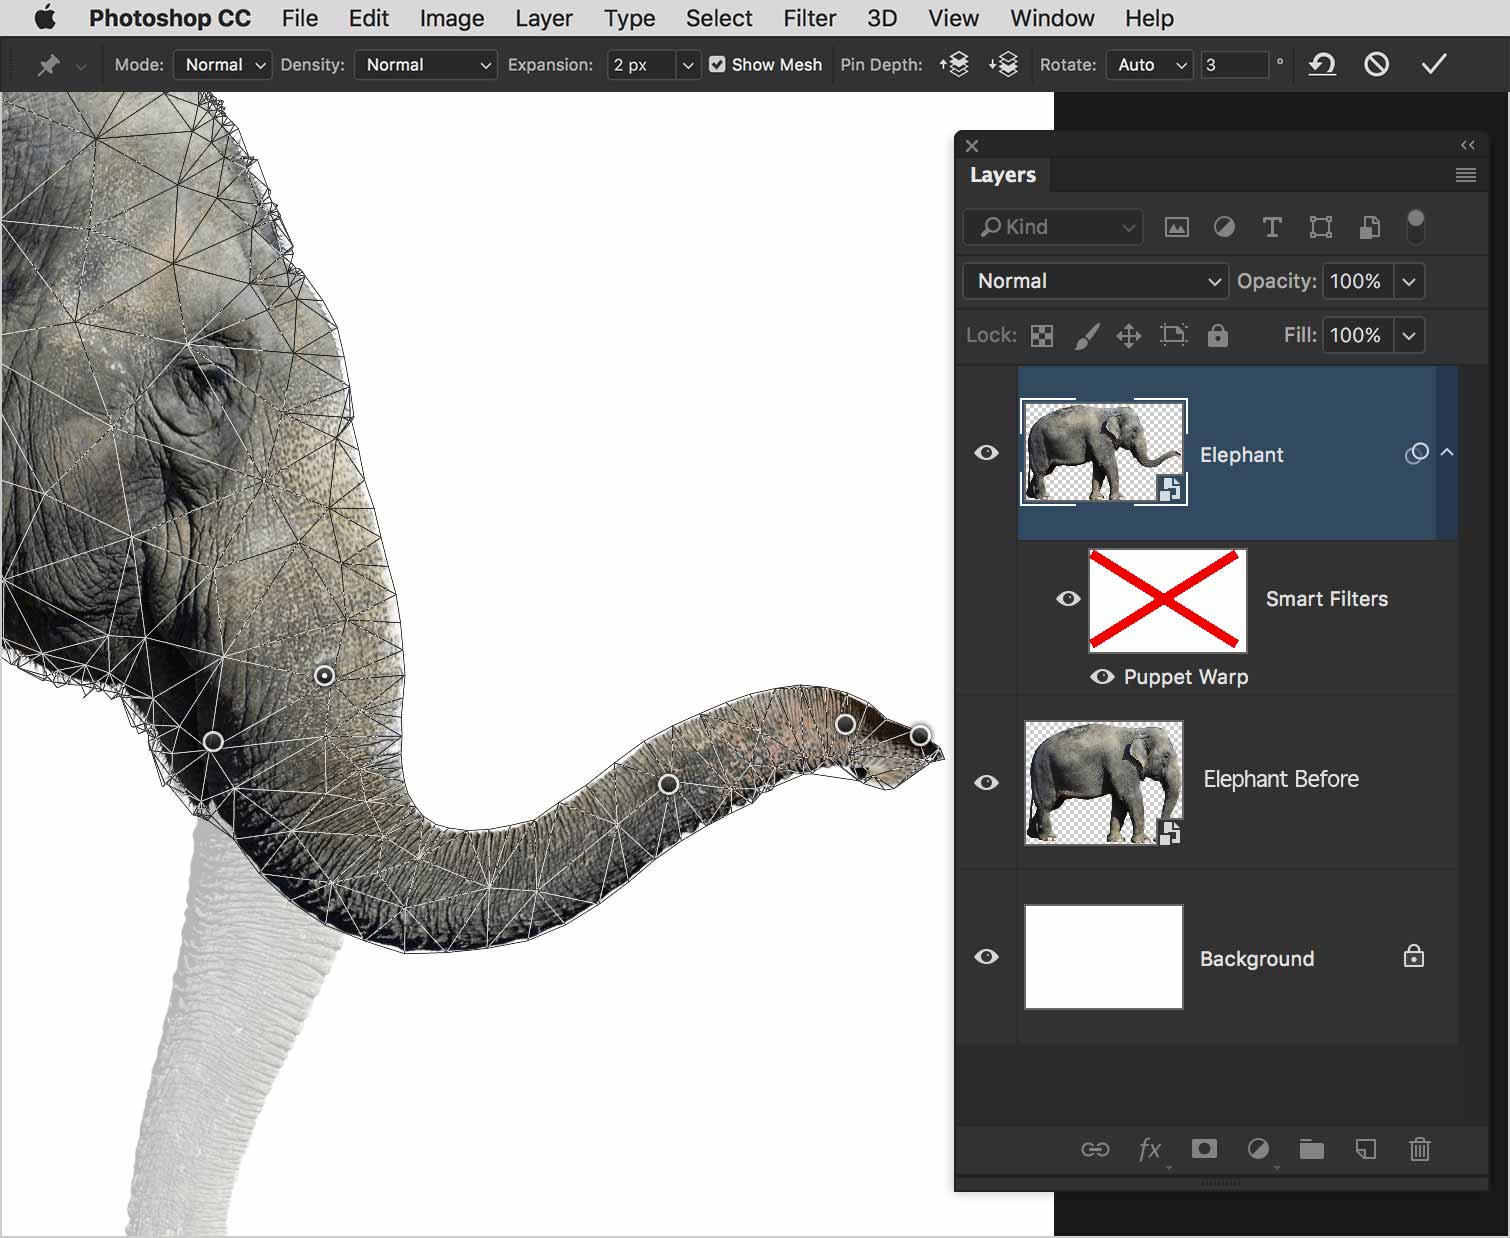 Photoshop CC File Edit Image Layer Type Select Filter 3D View Window Help
Mode: Normal Density: Normal Expansion: 2 px Show Mesh Pin Depth: Rotate: Auto 3 °
Layers
Kind
Normal Opacity: 100%
Lock: Fill: 100%
Elephant
Smart Filters
Puppet Warp
Elephant Before
Background
fx